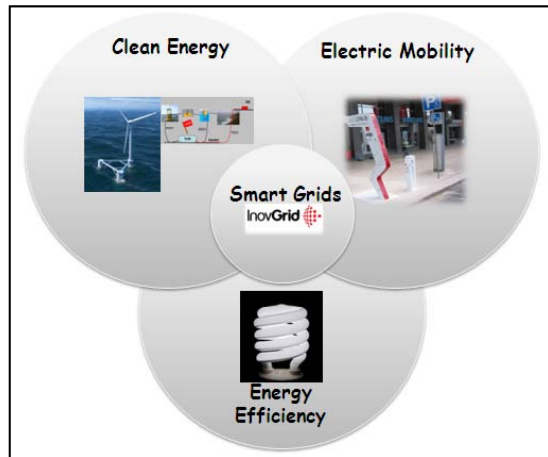 Clean Energy
Electric Mobility
Smart Grids
InovGrid
Energy
Efficiency